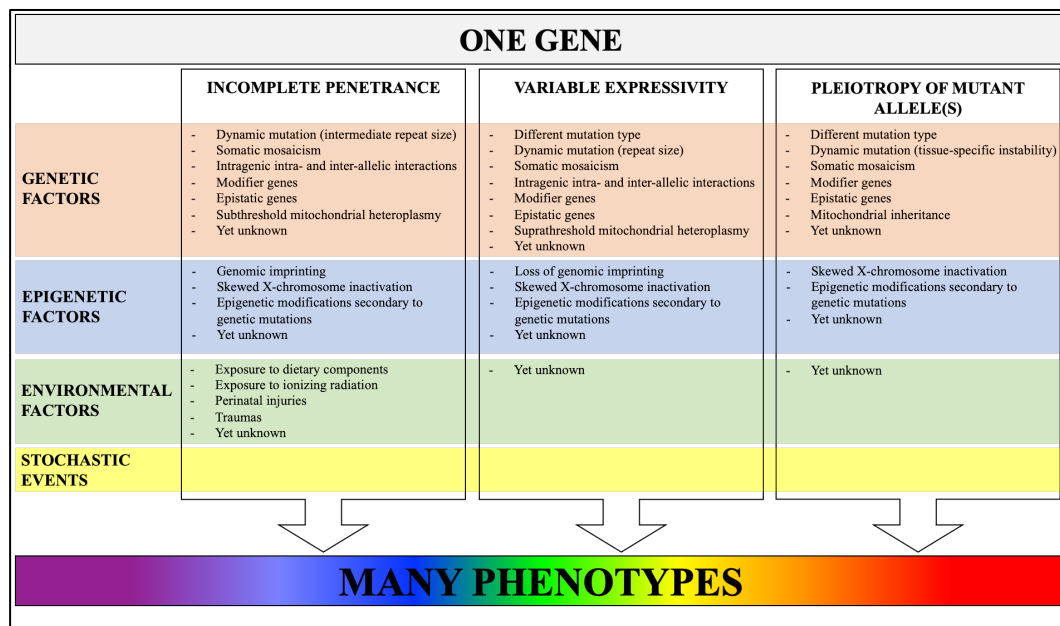 ONE GENE
INCOMPLETE PENETRANCE
VARIABLE EXPRESSIVITY
PLEIOTROPY OF MUTANT
ALLELE(S)
GENETIC
FACTORS
- Dynamic mutation (intermediate repeat size)
- Somatic mosaicism
- Intragenic intra- and inter-allelic interactions
- Modifier genes
- Epistatic genes
- Subthreshold mitochondrial heteroplasmy
- Yet unknown
- Different mutation type
- Dynamic mutation (repeat size)
- Somatic mosaicism
- Intragenic intra- and inter-allelic interactions
- Modifier genes
- Epistatic genes
- Suprathreshold mitochondrial heteroplasmy
- Yet unknown
- Different mutation type
- Dynamic mutation (tissue-specific instability)
- Somatic mosaicism
- Modifier genes
- Epistatic genes
- Mitochondrial inheritance
- Yet unknown
EPIGENETIC
FACTORS
- Genomic imprinting
- Skewed X-chromosome inactivation
- Epigenetic modifications secondary to
genetic mutations
- Yet unknown
- Loss of genomic imprinting
- Skewed X-chromosome inactivation
- Epigenetic modifications secondary to
genetic mutations
- Yet unknown
- Skewed X-chromosome inactivation
- Epigenetic modifications secondary to
genetic mutations
- Yet unknown
ENVIRONMENTAL
FACTORS
- Exposure to dietary components
- Exposure to ionizing radiation
- Perinatal injuries
- Traumas
- Yet unknown
- Yet unknown
- Yet unknown
STOCHASTIC
EVENTS
MANY PHENOTYPES